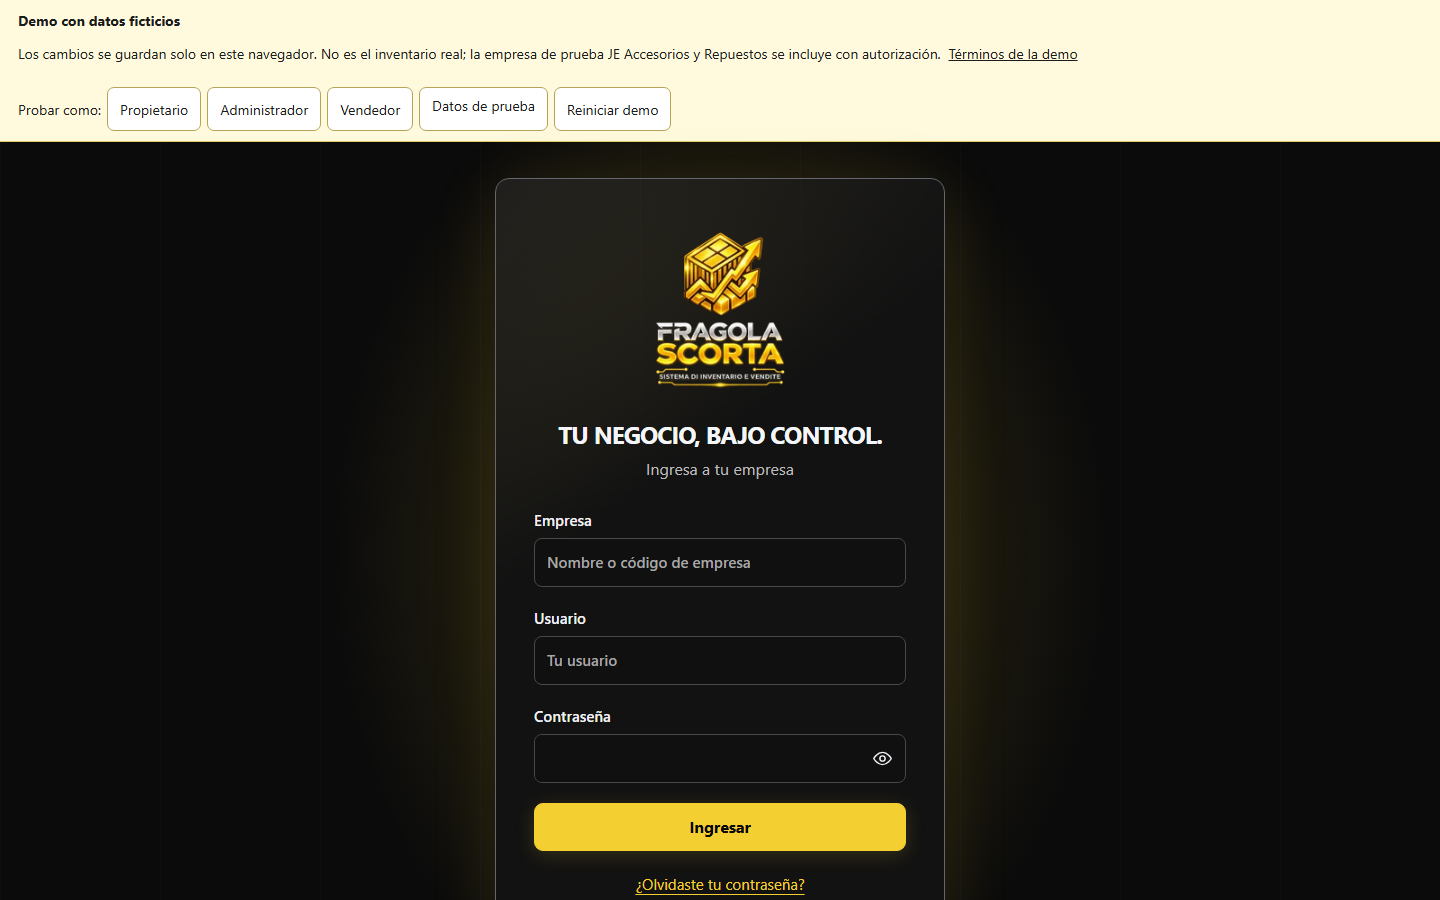 Demo con datos ficticios
Los cambios se guardan solo en este navegador. No es el inventario real; la empresa de prueba JE Accesorios y Repuestos se incluye con autorización. Términos de la demo
Probar como: Propietario Administrador Vendedor Datos de prueba Reiniciar demo
FRAGOLA
SCORTA
SISTEMA DI INVENTARIO E VENDITE
TU NEGOCIO, BAJO CONTROL.
Ingresa a tu empresa
Empresa
Nombre o código de empresa
Usuario
Tu usuario
Contraseña
Ingresar
¿Olvidaste tu contraseña?